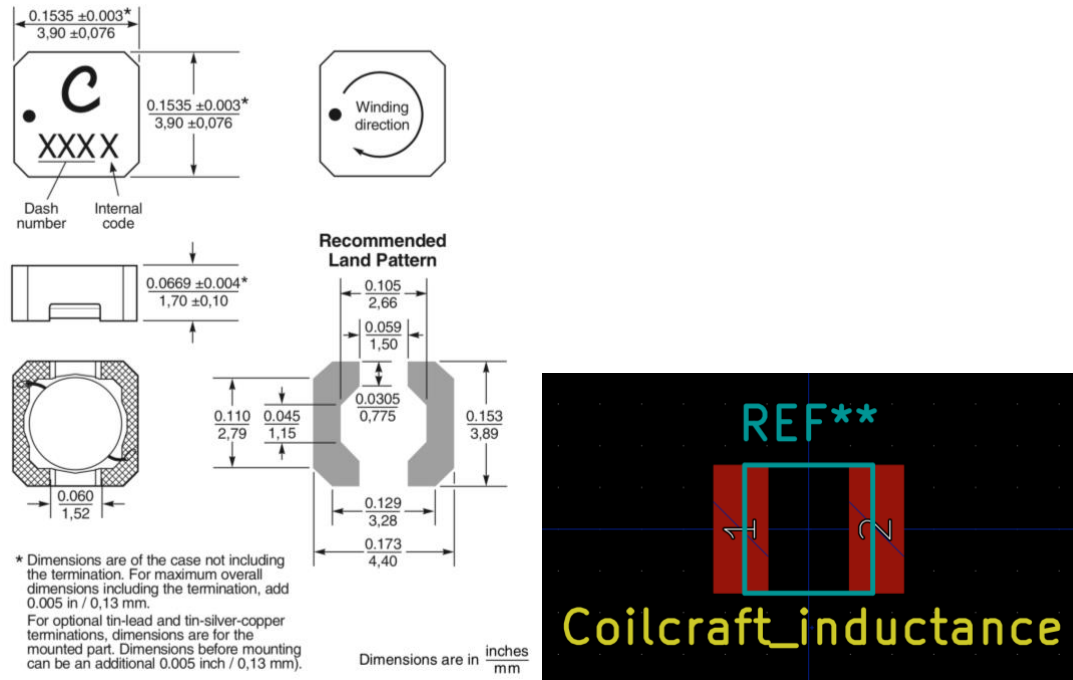 0.1535 ±0.003*
3,90 ±0,076
C
XXXX
0.1535 ±0.003*
3,90 ±0,076
Dash
number
Internal
code
Winding
direction
0.0669 ±0.004*
1,70 ±0,10
0.060
1,52
Recommended
Land Pattern
0.105
2,66
0.059
1,50
0.0305
0,775
0.110
2,79
0.045
1,15
0.153
3,89
0.129
3,28
0.173
4,40
* Dimensions are of the case not including
the termination. For maximum overall
dimensions including the termination, add
0.005 in / 0,13 mm.
For optional tin-lead and tin-silver-copper
terminations, dimensions are for the
mounted part. Dimensions before mounting
can be an additional 0.005 inch / 0,13 mm).
Dimensions are in inches
mm
REF**
1
2
Coilcraft_inductance